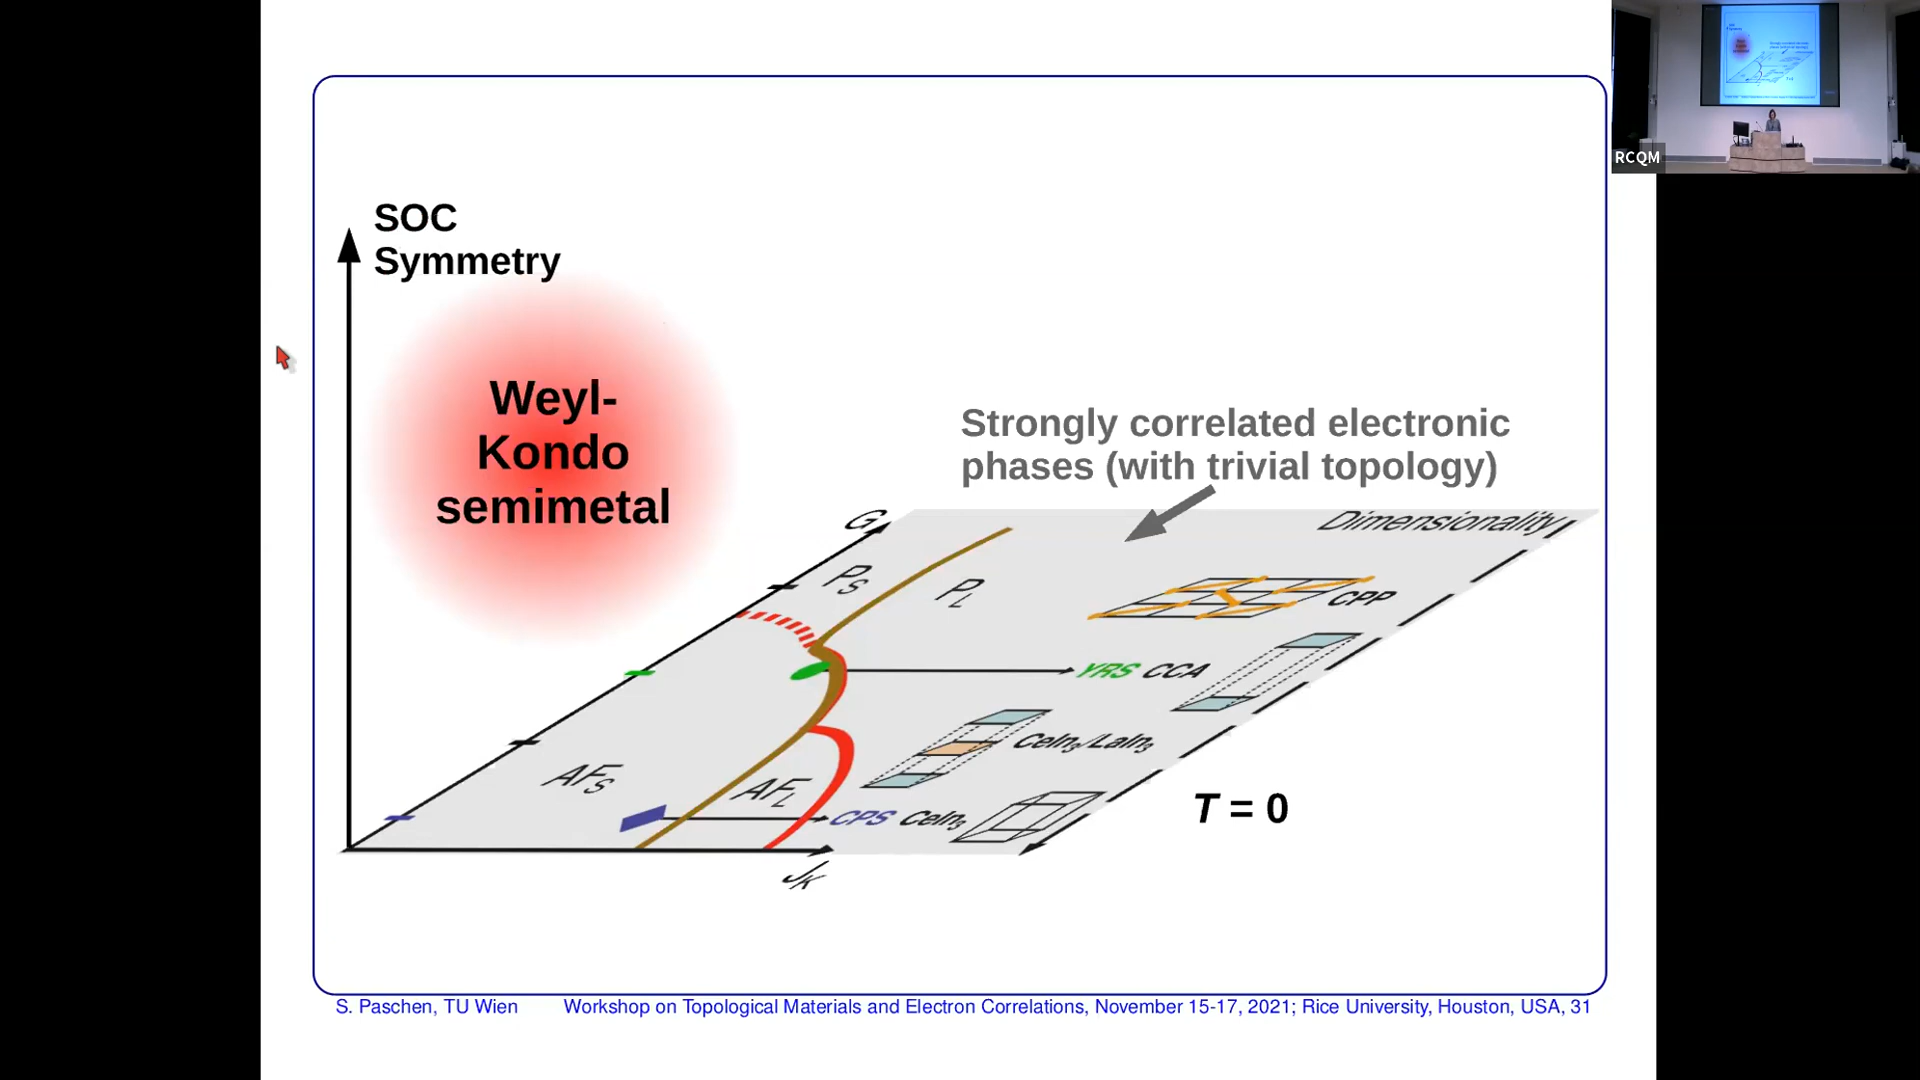 RCQM
SOC
Symmetry
Weyl-
Kondo
semimetal
Strongly correlated electronic
phases (with trivial topology)
G
Dimensionality
PS
PL
CPP
YRS CCA
CeIn3/LaIn3
AFS
AFL
CPS CeIn3
T = 0
JK
S. Paschen, TU Wien
Workshop on Topological Materials and Electron Correlations, November 15-17, 2021; Rice University, Houston, USA, 31